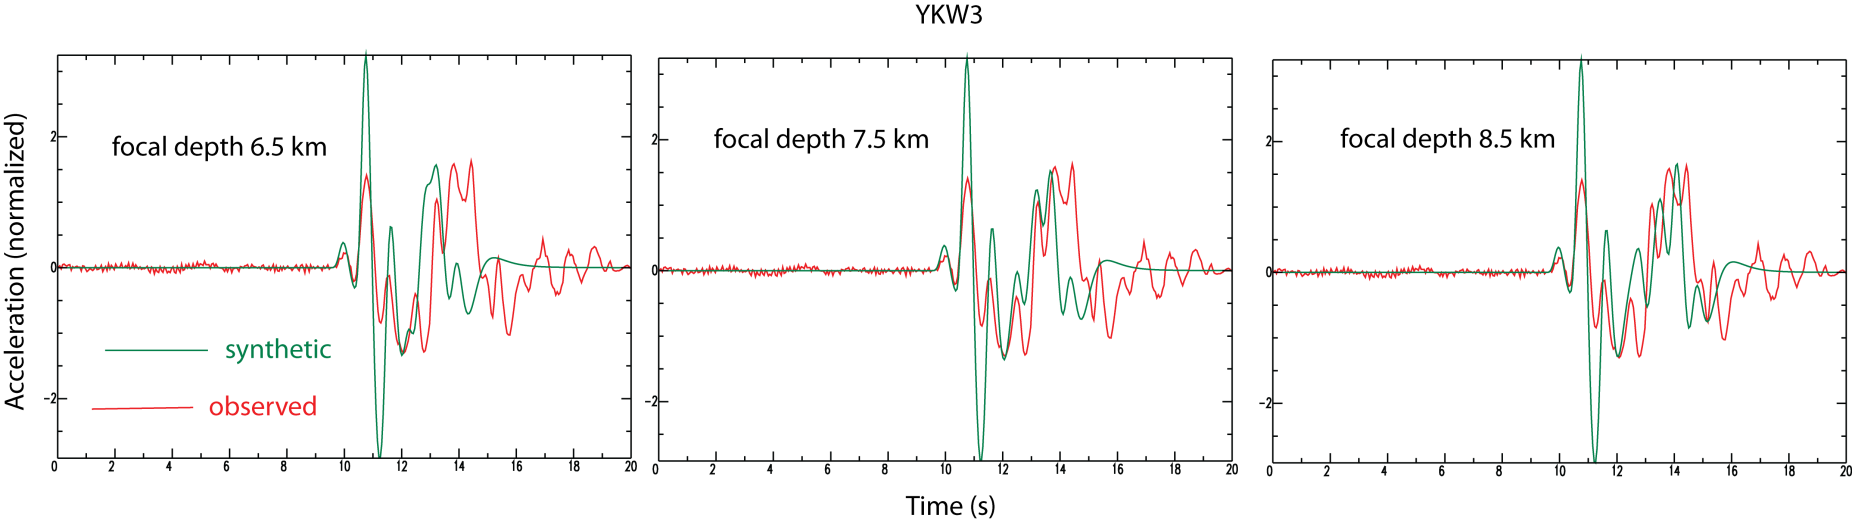 YKW3
Acceleration (normalized)
focal depth 6.5 km
focal depth 7.5 km
focal depth 8.5 km
2
0
-2
synthetic
observed
0 2 4 6 8 10 12 14 16 18 20
2
0
-2
0 2 4 6 8 10 12 14 16 18 20
2
0
-2
0 2 4 6 8 10 12 14 16 18 20
Time (s)